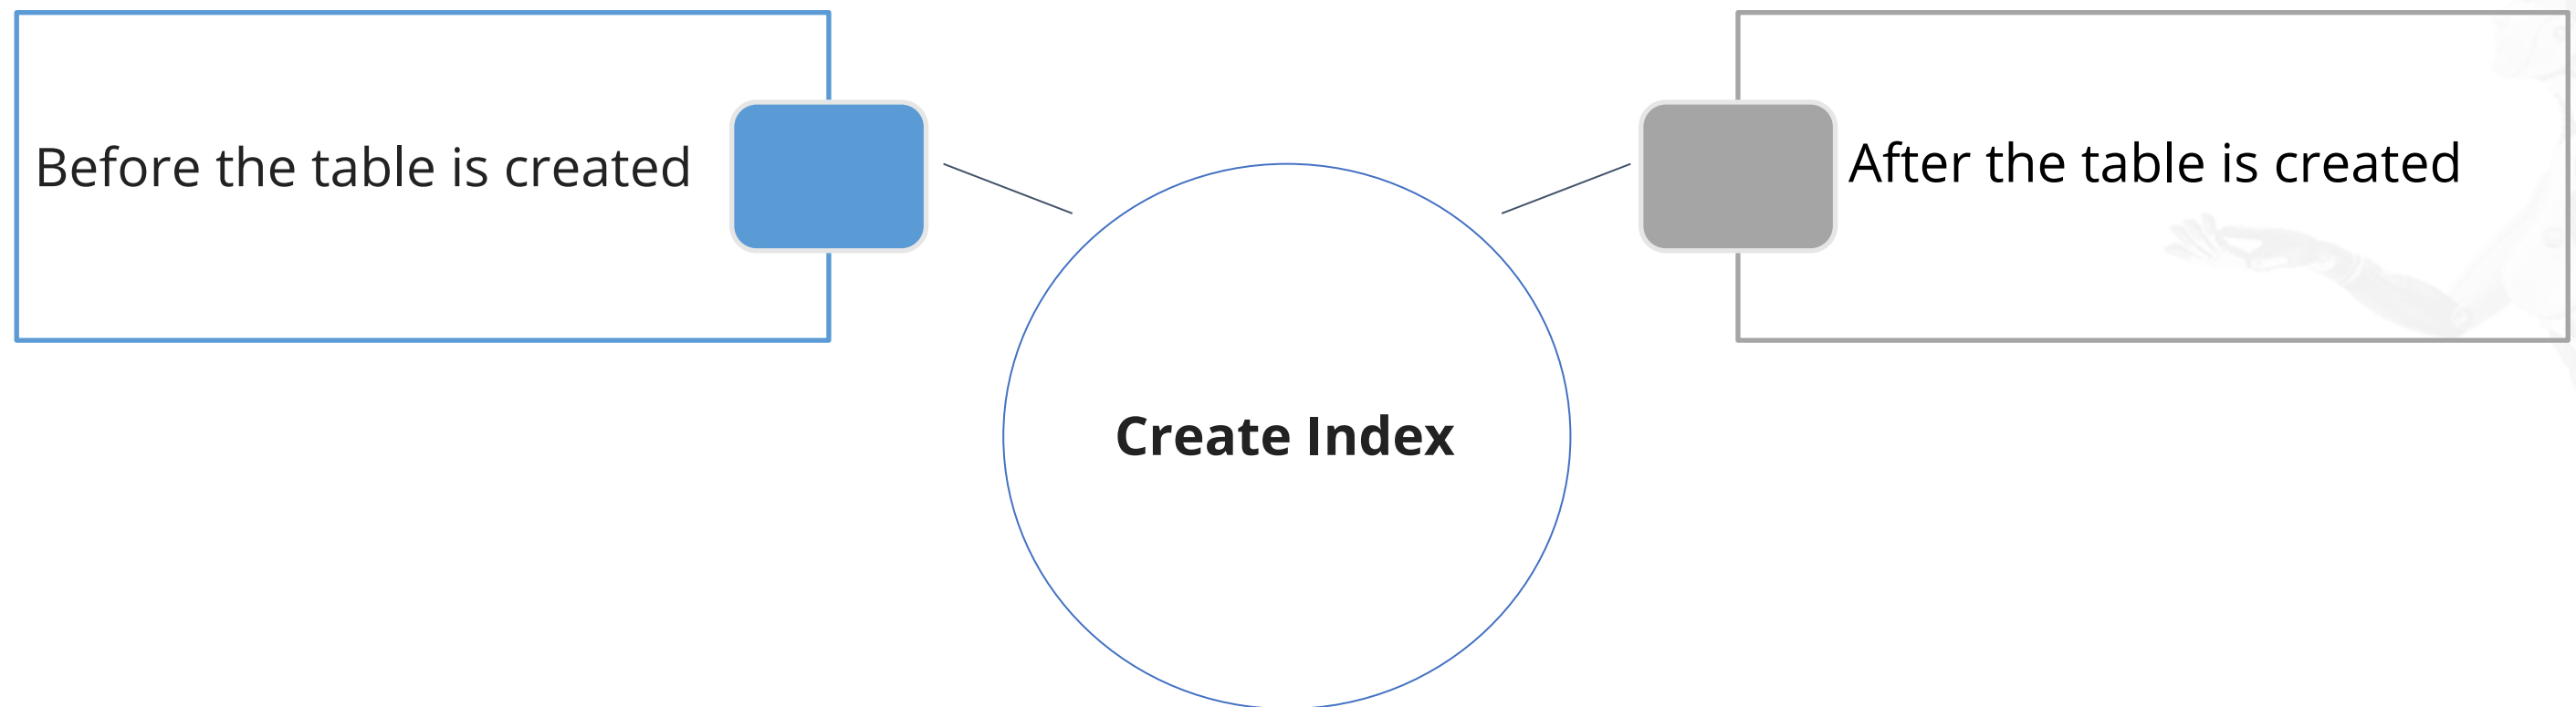 Before the table is created
After the table is created
Create Index